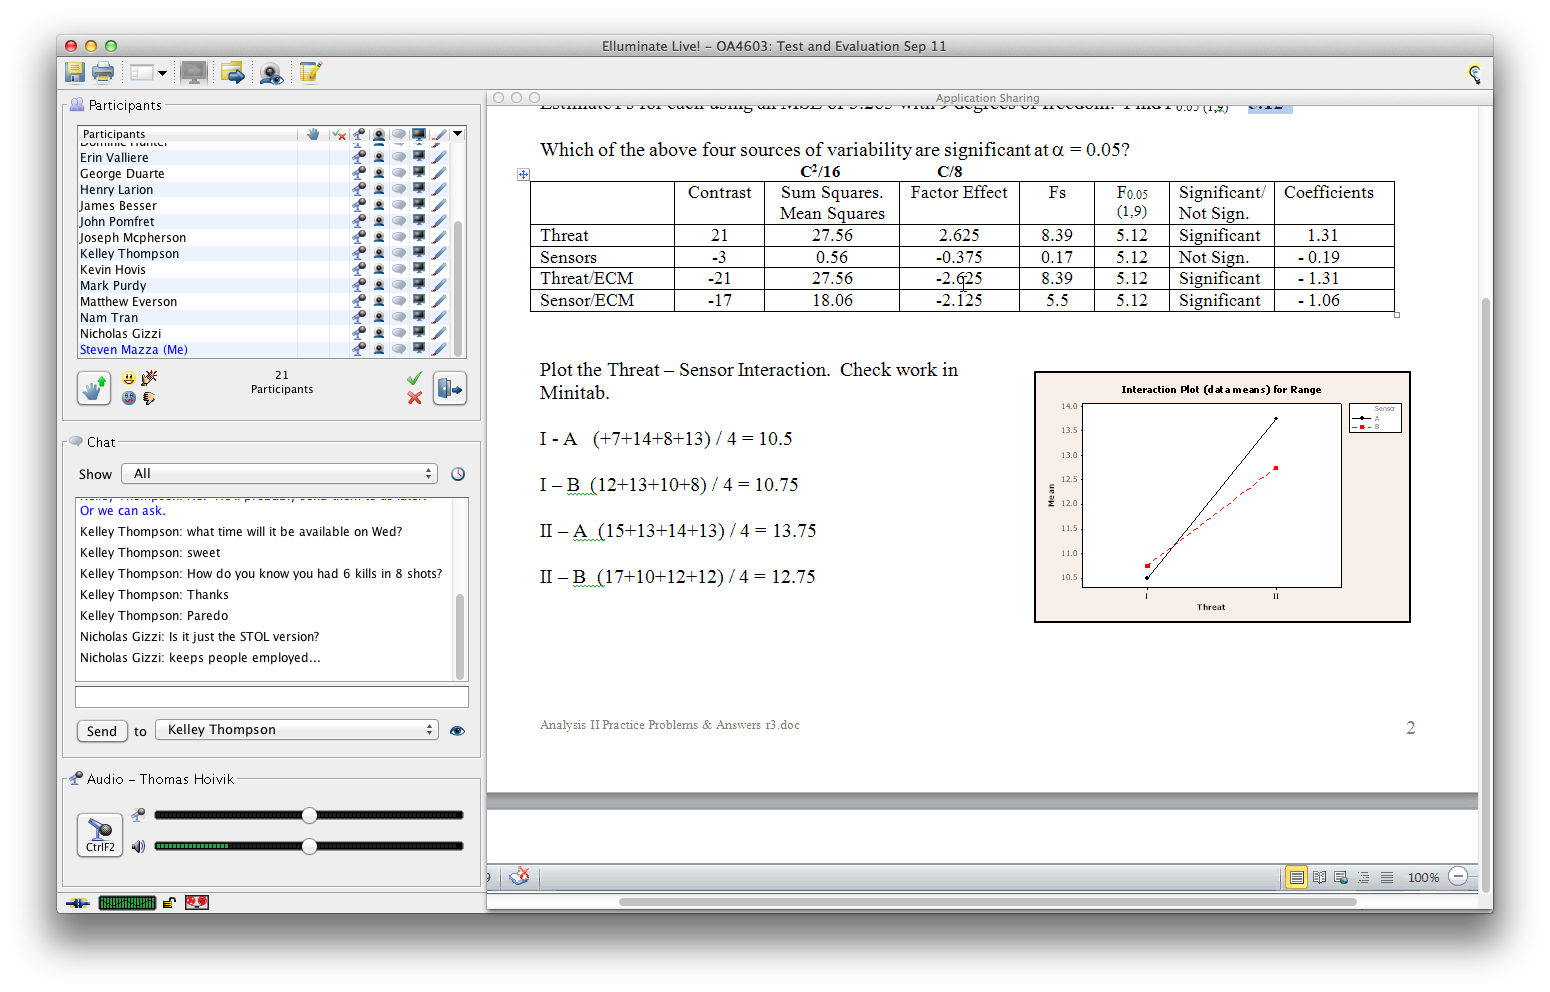 Elluminate Live! – OA4603: Test and Evaluation Sep 11
Participants
Participants
Dominic Hunter
Erin Valliere
George Duarte
Henry Larion
James Besser
John Pomfret
Joseph Mcpherson
Kelley Thompson
Kevin Hovis
Mark Purdy
Matthew Everson
Nam Tran
Nicholas Gizzi
Steven Mazza (Me)
21
Participants
Chat
Show All
Or we can ask.
Kelley Thompson: what time will it be available on Wed?
Kelley Thompson: sweet
Kelley Thompson: How do you know you had 6 kills in 8 shots?
Kelley Thompson: Thanks
Kelley Thompson: Paredo
Nicholas Gizzi: Is it just the STOL version?
Nicholas Gizzi: keeps people employed...
Send to Kelley Thompson
Audio – Thomas Hoivik
CtrlF2
Application Sharing
Which of the above four sources of variability are significant at α = 0.05?
C²/16 C/8
Contrast Sum Squares. Factor Effect Fs F0.05 Significant/ Coefficients
Mean Squares (1,9) Not Sign.
Threat 21 27.56 2.625 8.39 5.12 Significant 1.31
Sensors -3 0.56 -0.375 0.17 5.12 Not Sign. - 0.19
Threat/ECM -21 27.56 -2.625 8.39 5.12 Significant - 1.31
Sensor/ECM -17 18.06 -2.125 5.5 5.12 Significant - 1.06
Plot the Threat – Sensor Interaction. Check work in
Minitab.
I - A (+7+14+8+13) / 4 = 10.5
I – B (12+13+10+8) / 4 = 10.75
II – A (15+13+14+13) / 4 = 13.75
II – B (17+10+12+12) / 4 = 12.75
Interaction Plot (data means) for Range
Sensor
A
B
14.0
13.5
13.0
12.5
12.0
11.5
11.0
10.5
Mean
I II
Threat
Analysis II Practice Problems & Answers r3.doc
2
100%